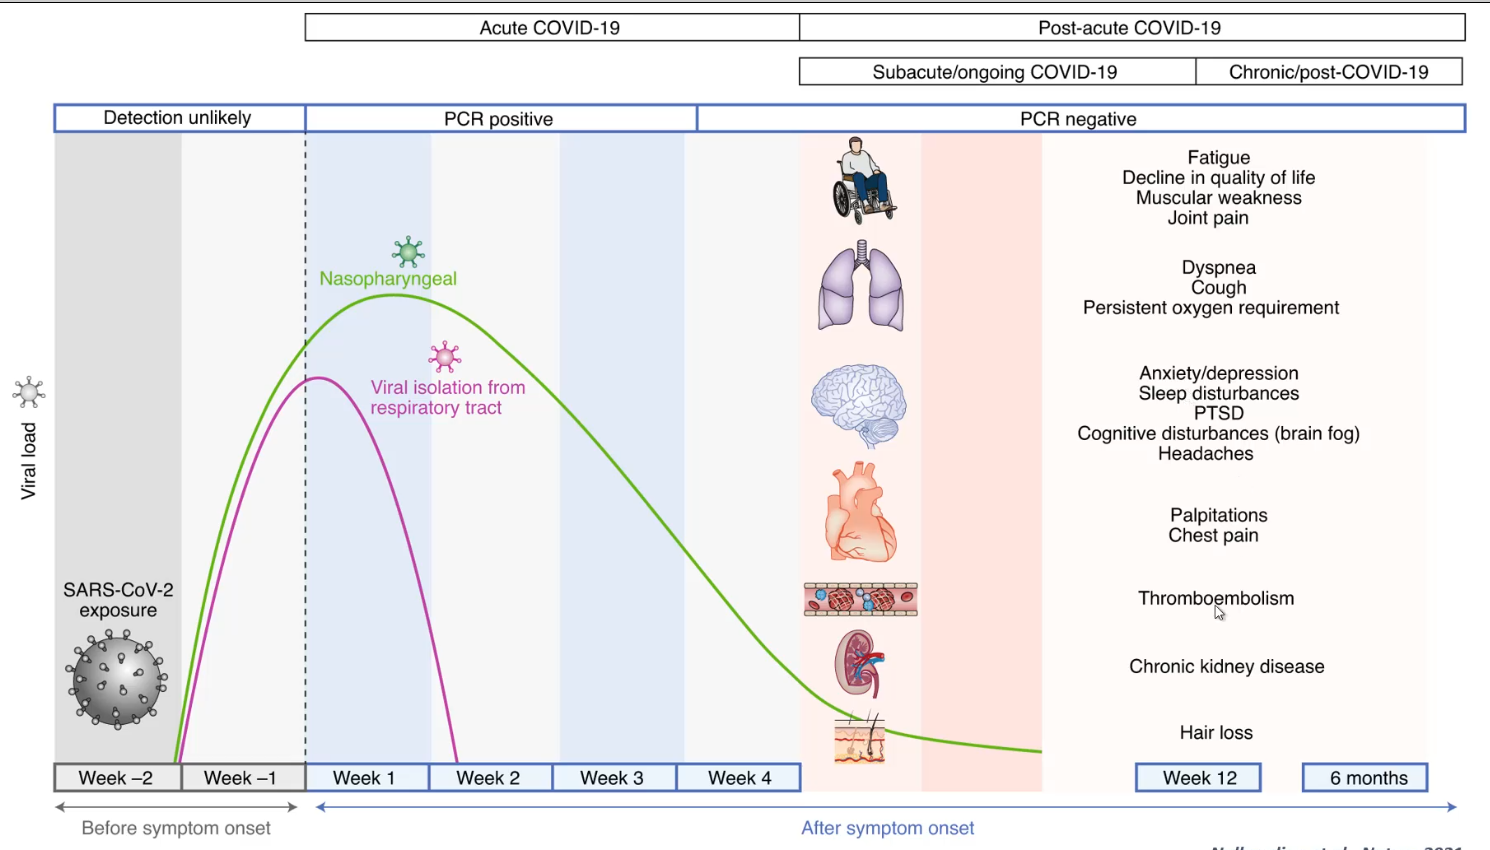 Acute COVID-19
Post-acute COVID-19
Subacute/ongoing COVID-19
Chronic/post-COVID-19
Detection unlikely
PCR positive
PCR negative
Fatigue
Decline in quality of life
Muscular weakness
Joint pain
Nasopharyngeal
Dyspnea
Cough
Persistent oxygen requirement
Viral isolation from
respiratory tract
Anxiety/depression
Sleep disturbances
PTSD
Cognitive disturbances (brain fog)
Headaches
Viral load
Palpitations
Chest pain
SARS-CoV-2
exposure
Thromboembolism
Chronic kidney disease
Hair loss
Week –2
Week –1
Week 1
Week 2
Week 3
Week 4
Week 12
6 months
Before symptom onset
After symptom onset